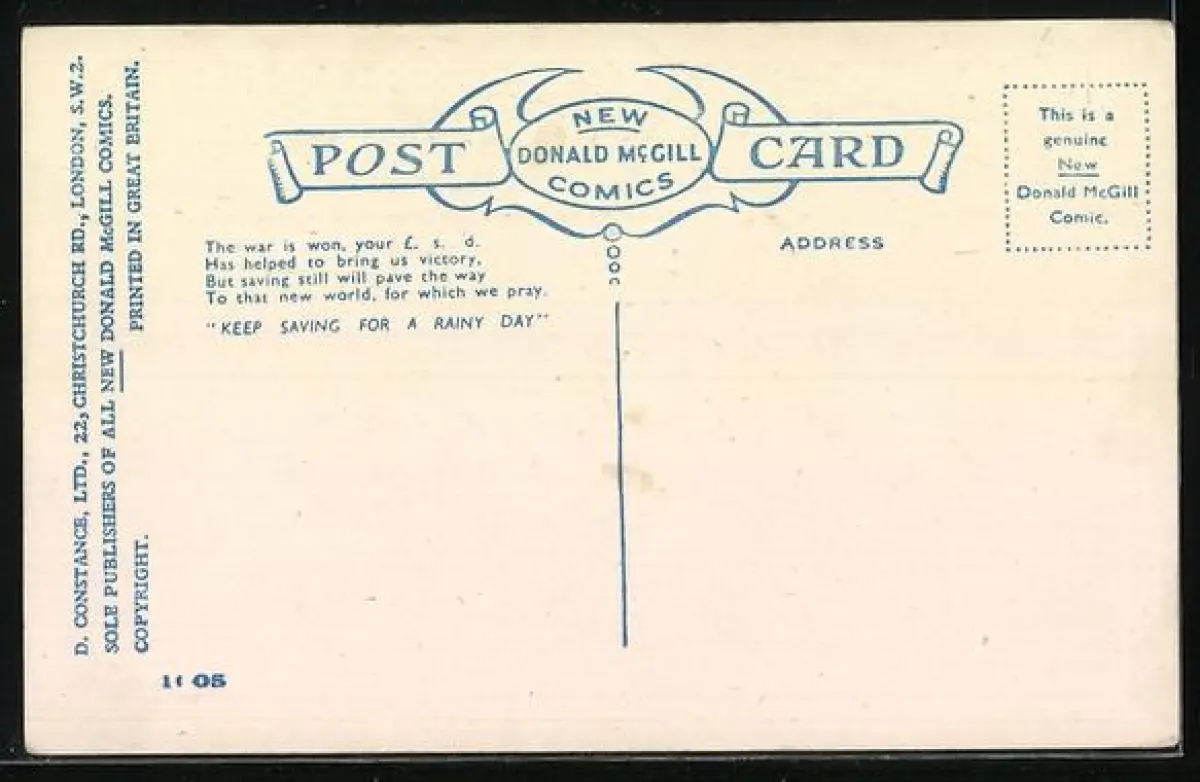 D. CONSTANCE, LTD., 22, CHRISTCHURCH RD., LONDON, S.W.2.
SOLE PUBLISHERS OF ALL NEW DONALD McGILL COMICS.
COPYRIGHT. PRINTED IN GREAT BRITAIN.
POST CARD
NEW
DONALD McGILL
COMICS
This is a
genuine
New
Donald McGill
Comic.
The war is won, your £. s. d.
Has helped to bring us victory,
But saving still will pave the way
To that new world, for which we pray.
"KEEP SAVING FOR A RAINY DAY"
ADDRESS